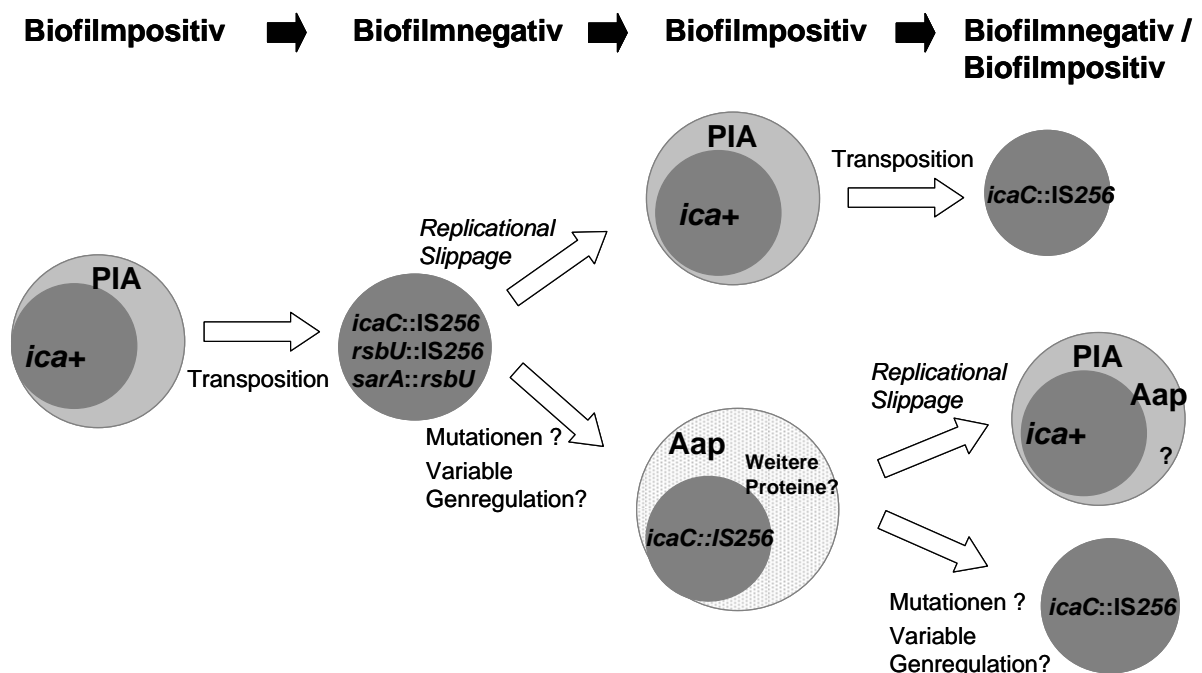 Biofilmpositiv
Biofilmnegativ
Biofilmpositiv
Biofilmnegativ /
Biofilmpositiv
PIA
ica+
Transposition
icaC::IS256
rsbU::IS256
sarA::rsbU
Replicational
Slippage
PIA
ica+
Transposition
icaC::IS256
Mutationen ?
Variable
Genregulation?
Aap
Weitere
Proteine?
icaC::IS256
Replicational
Slippage
PIA
Aap
ica+
?
Mutationen ?
Variable
Genregulation?
icaC::IS256